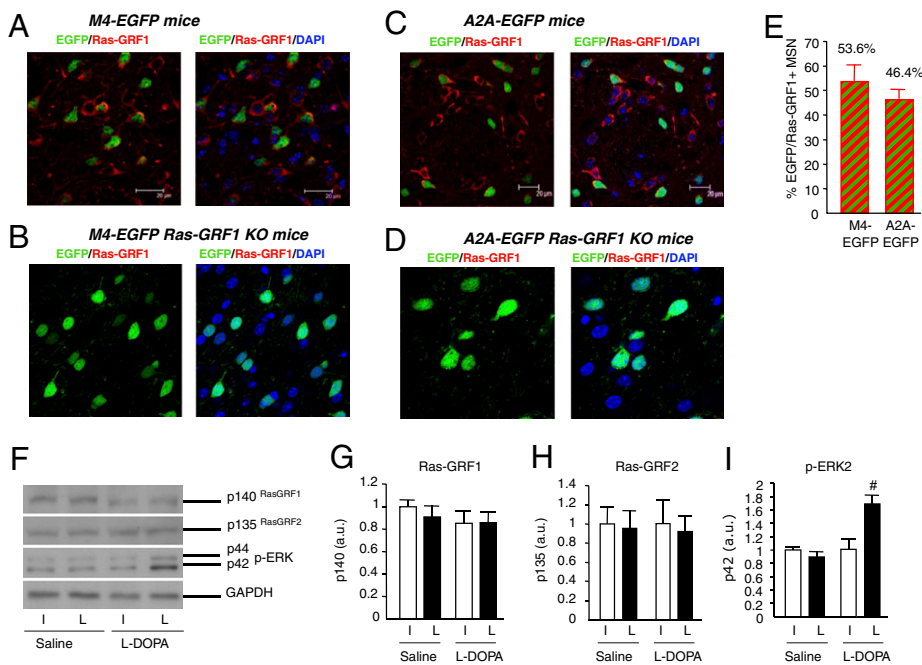 A
M4-EGFP mice
EGFP/Ras-GRF1
EGFP/Ras-GRF1/DAPI
20 µm
20 µm
B
M4-EGFP Ras-GRF1 KO mice
EGFP/Ras-GRF1
EGFP/Ras-GRF1/DAPI
C
A2A-EGFP mice
EGFP/Ras-GRF1
EGFP/Ras-GRF1/DAPI
20 µm
20 µm
D
A2A-EGFP Ras-GRF1 KO mice
EGFP/Ras-GRF1
EGFP/Ras-GRF1/DAPI
E
% EGFP/Ras-GRF1+ MSN
70
60
50
40
30
20
10
0
53.6%
46.4%
M4-
EGFP
A2A-
EGFP
F
p140 RasGRF1
p135 RasGRF2
p44
p-ERK
p42
GAPDH
I L I L
Saline L-DOPA
G
Ras-GRF1
p140 (a.u.)
1.2
1
0.8
0.6
0.4
0.2
0
I L I L
Saline L-DOPA
H
Ras-GRF2
p135 (a.u.)
1.4
1.2
1
0.8
0.6
0.4
0.2
0
I L I L
Saline L-DOPA
I
p-ERK2
p42 (a.u.)
2
1.8
1.6
1.4
1.2
1
0.8
0.6
0.4
0.2
0
#
I L I L
Saline L-DOPA